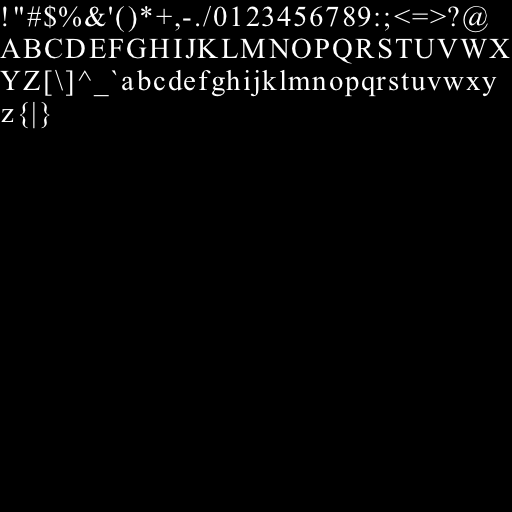 !"#$%&'()*+,-./0123456789:;<=>?@
ABCDEFGHIJKLMNOPQRSTUVWX
YZ[\]^_`abcdefghijklmnopqrstuvwxy
z{|}